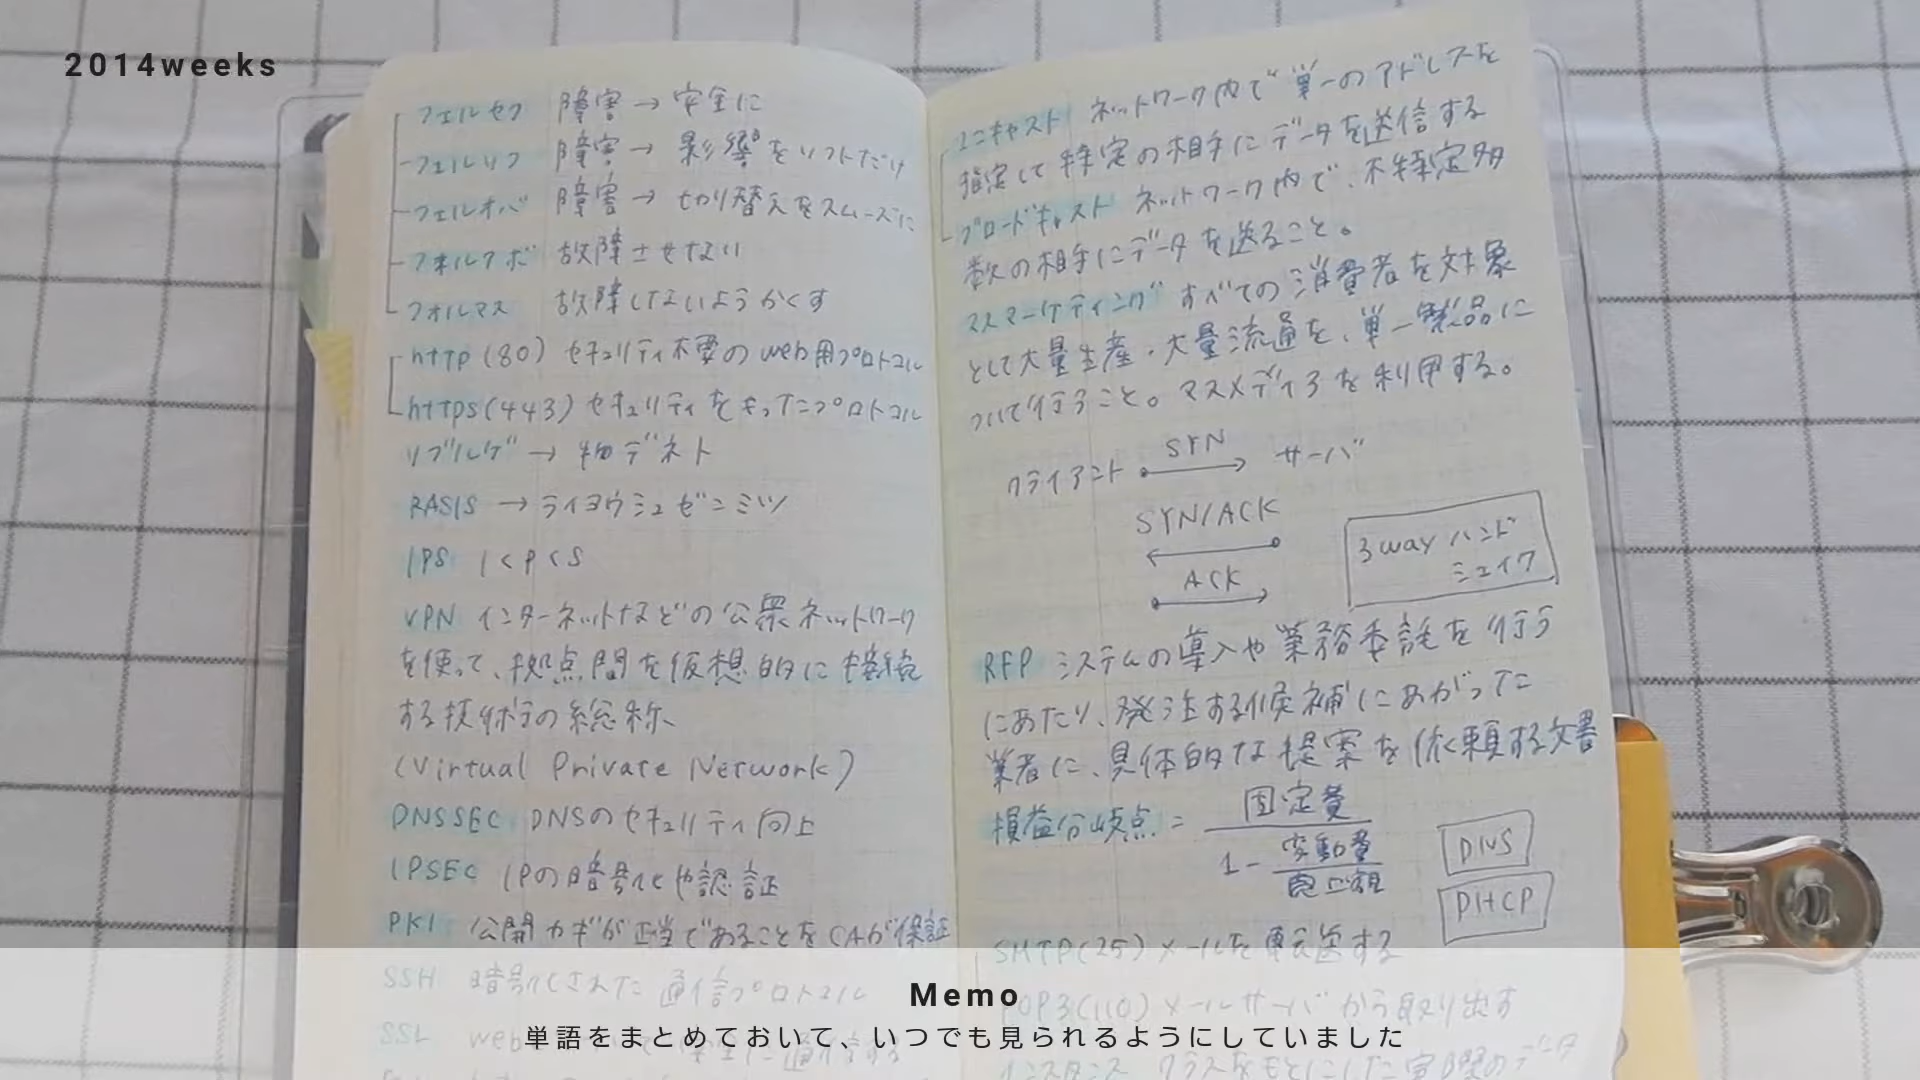 2014weeks
フェルセフ 障害→安全に
フェルソフ 障害→影響をソフトだけ
フェルオバ 障害→切り替えをスムーズに
フォルアボ 故障させない
フォルマス 故障しないようかくす
http(80) セキュリティ不要のweb用プロトコル
https(443) セキュリティをもったプロトコル
リブルゲ→物デネト
RASIS→ライヨウシュゼンミツ
IPS I<P<S
VPN インターネットなどの公衆ネットワーク
を使って、拠点間を仮想的に接続
する技術の総称、
(Virtual Private Network)
DNSSEC DNSのセキュリティ向上
IPSEC IPの暗号化や認証
PKI 公開カギが正当であることをCAが保証
SSH 暗号化された通信プロトコル
SSL web
ユニキャスト ネットワーク内で単一のアドレスを
指定して特定の相手にデータを送信する
ブロードキャスト ネットワーク内で、不特定多
数の相手にデータを送ること。
マスマーケティング すべての消費者を対象
として大量生産・大量流通を、単一製品に
ついて行うこと。マスメディアを利用する。
クライアント SYN サーバ
SYN/ACK
ACK
3way ハンド
シェイク
RFP システムの導入や業務委託を行う
にあたり、発注する候補にあがった
業者に、具体的な提案を依頼する文書
損益分岐点=
固定費
1-
変動費
売上高
DNS
DHCP
SMTP(25) メールを転送する
POP3(110) メールサーバから取り出す
インスタンス クラスをもとにした実際のデータ
Memo
単語をまとめておいて、いつでも見られるようにしていました